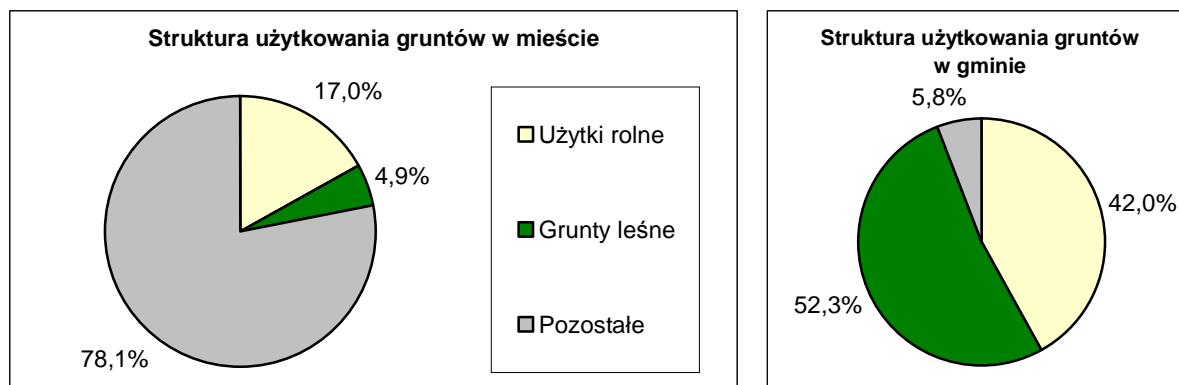 Struktura użytkowania gruntów w mieście
17,0%
4,9%
78,1%
Użytki rolne
Grunty leśne
Pozostałe
Struktura użytkowania gruntów
w gminie
5,8%
42,0%
52,3%